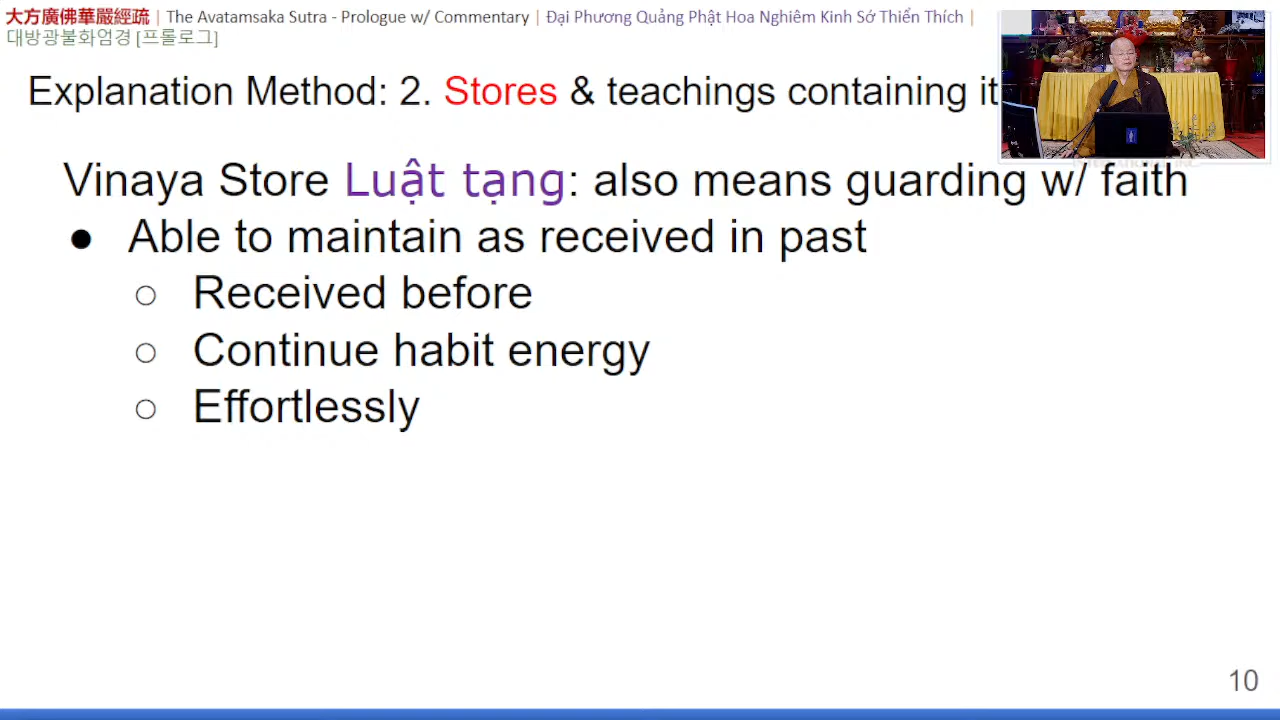 大方廣佛華嚴經疏 | The Avatamsaka Sutra - Prologue w/ Commentary | Đại Phương Quảng Phật Hoa Nghiêm Kinh Sớ Thiển Thích |
대방광불화엄경 [프롤로그]
Explanation Method: 2. Stores & teachings containing it
Vinaya Store Luật tạng: also means guarding w/ faith
● Able to maintain as received in past
○ Received before
○ Continue habit energy
○ Effortlessly
10